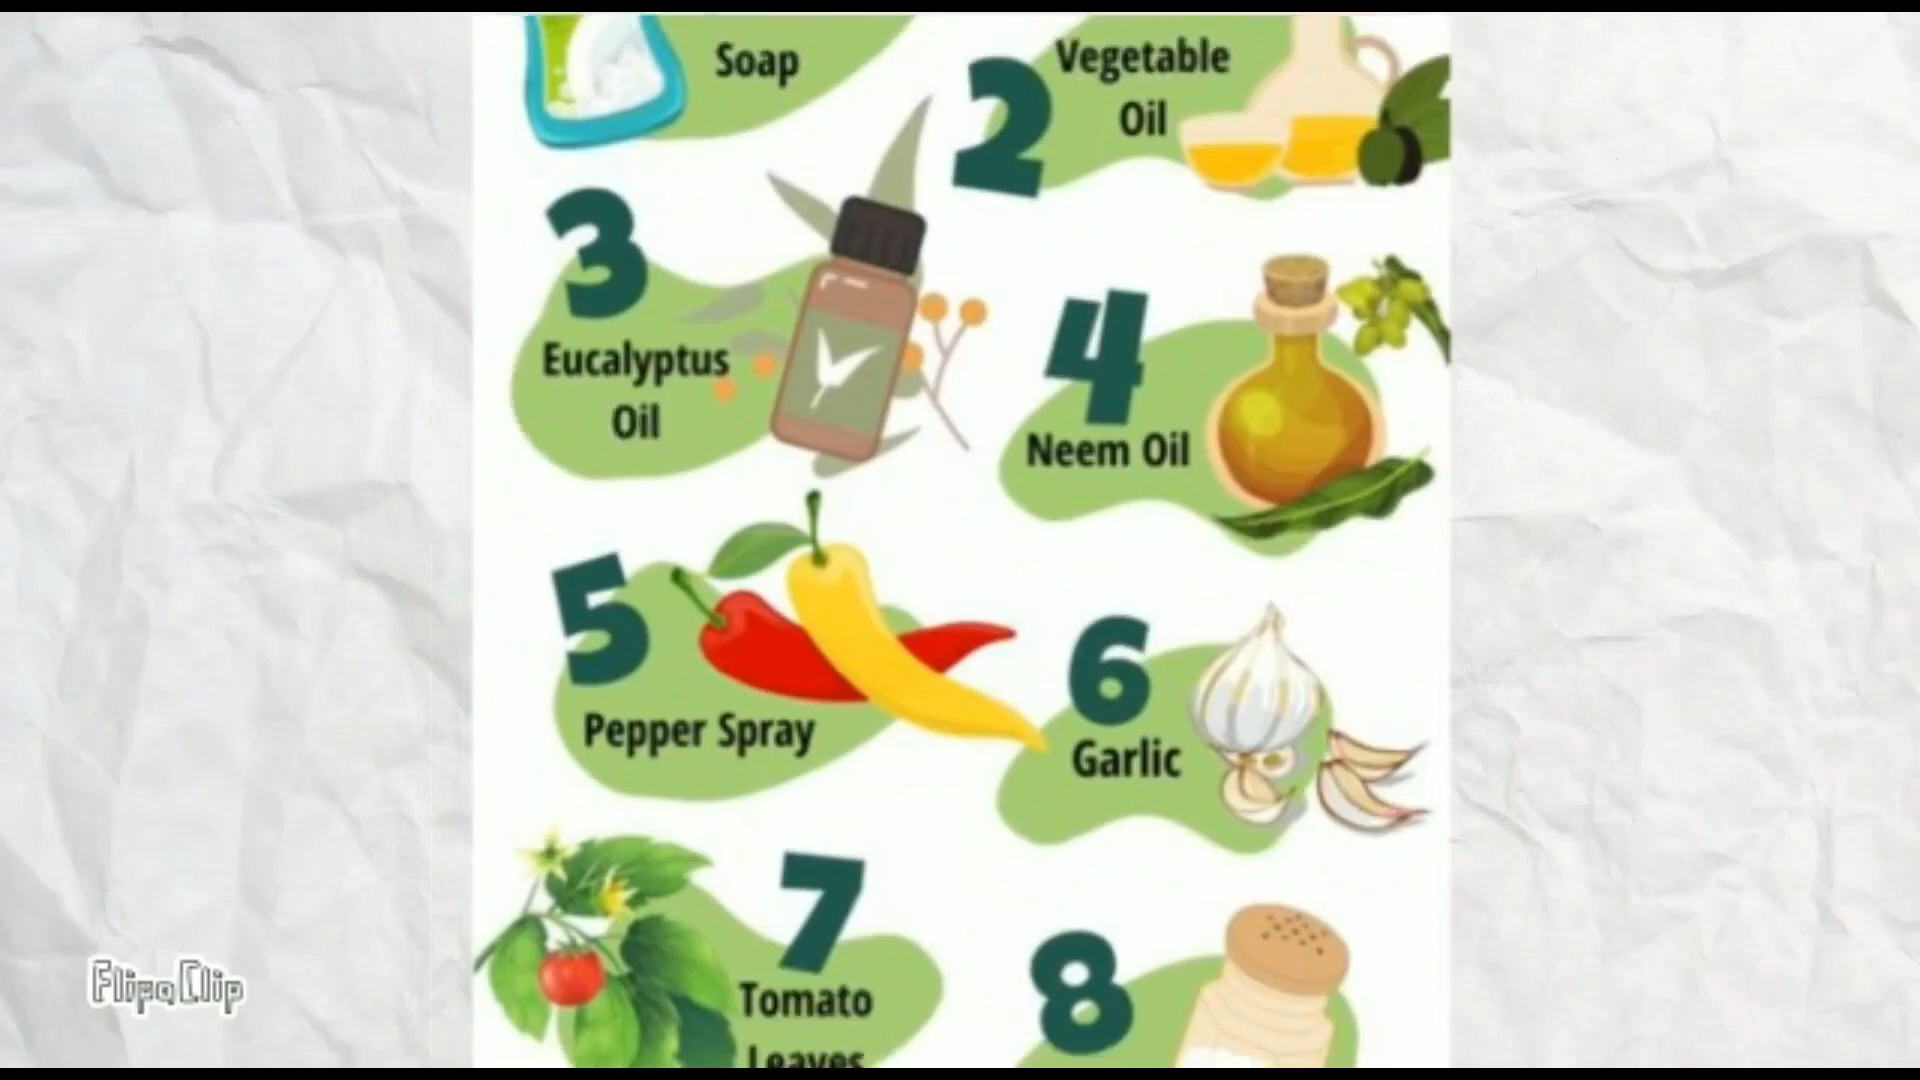 Soap
2
Vegetable
Oil
3
Eucalyptus
Oil
4
Neem Oil
5
Pepper Spray
6
Garlic
7
Tomato
Leaves
8
FlipaClip